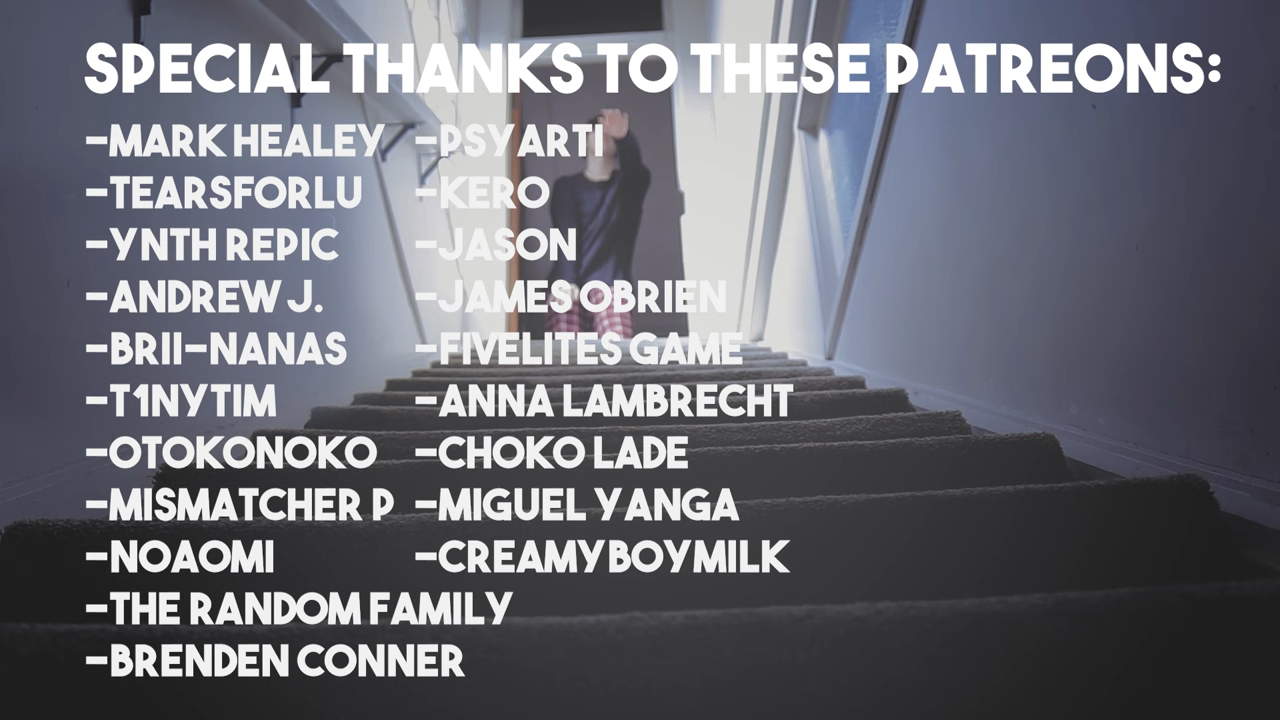 SPECIAL THANKS TO THESE PATREONS:
-MARK HEALEY
-TEARSFORLU
-YNTH REPIC
-ANDREW J.
-BRII-NANAS
-T1NYTIM
-OTOKONOKO
-MISMATCHER P
-NOAOMI
-THE RANDOM FAMILY
-BRENDEN CONNER
-PSYARTI
-KERO
-JASON
-JAMES OBRIEN
-FIVELITES GAME
-ANNA LAMBRECHT
-CHOKO LADE
-MIGUEL YANGA
-CREAMYBOYMILK